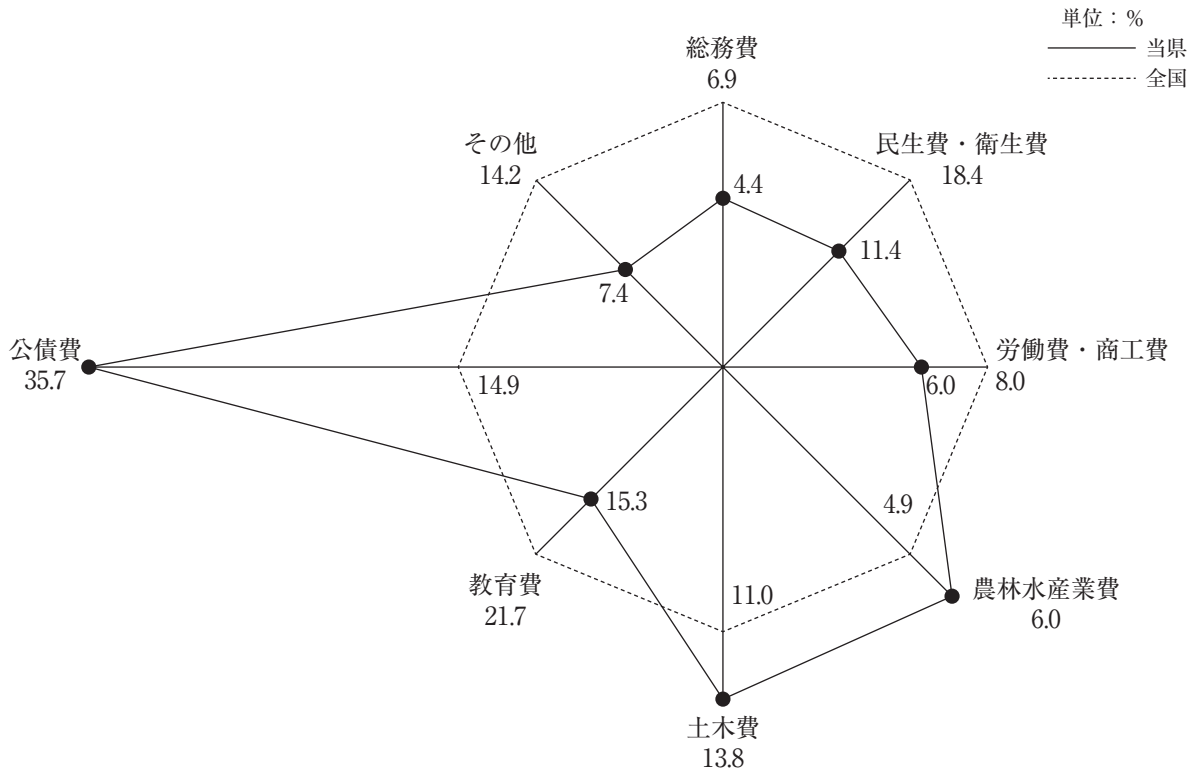 単位：%
当県
全国
総務費
6.9
その他
14.2
民生費・衛生費
18.4
4.4
11.4
7.4
公債費
35.7
14.9
労働費・商工費
6.0
8.0
15.3
4.9
教育費
21.7
11.0
農林水産業費
6.0
土木費
13.8